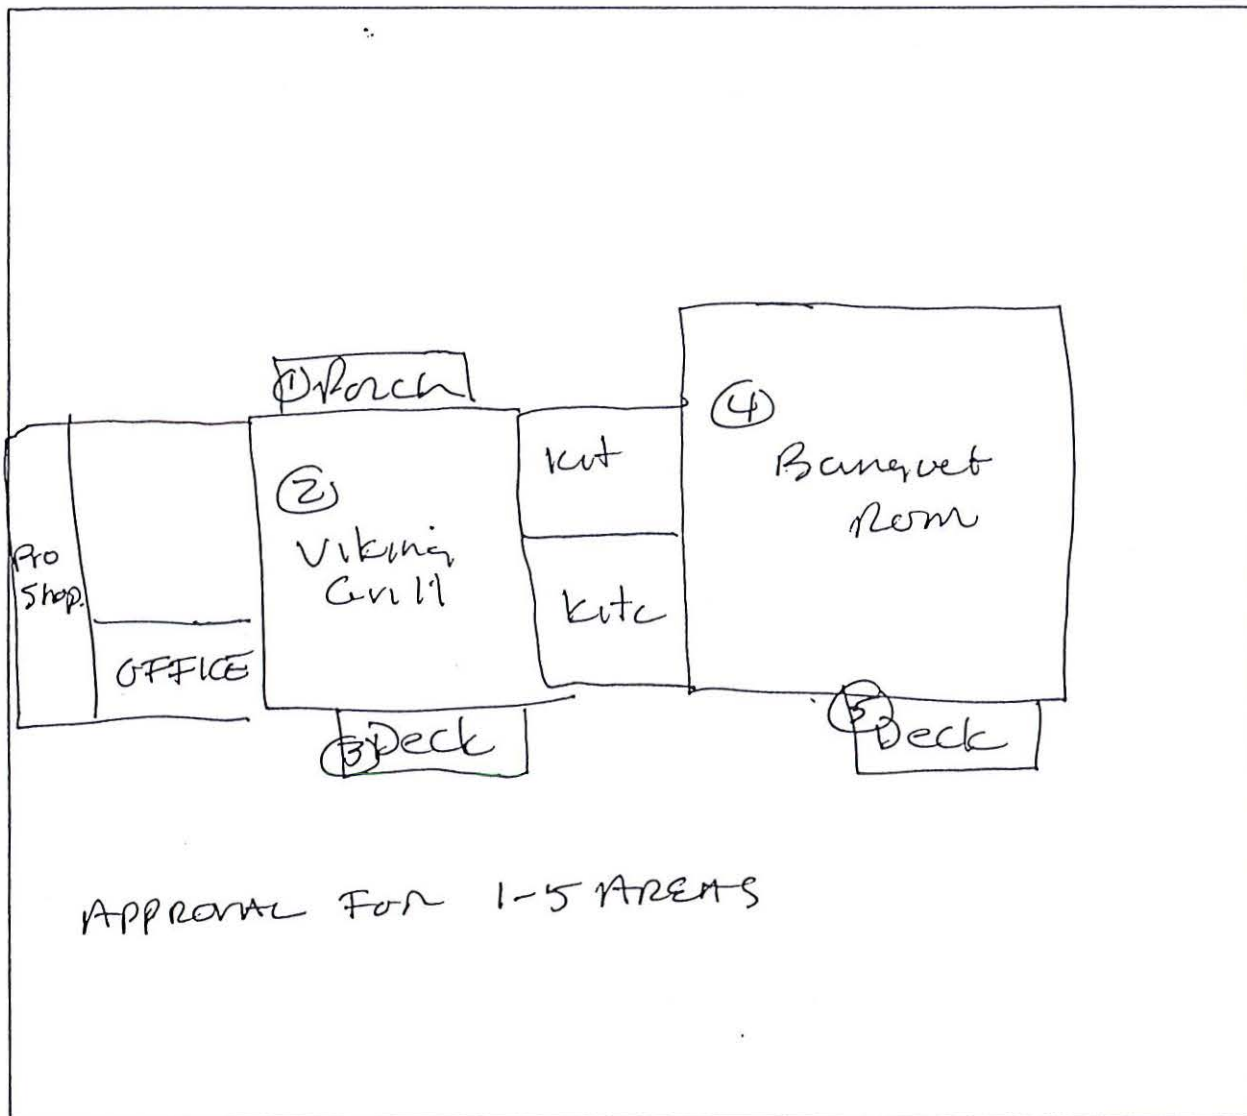 ① Porch
②
Viking
Grill
Kit
Kitc
④
Banquet
Room
Pro
Shop.
OFFICE
③ Deck
⑤ Deck
APPROVAL FOR 1-5 AREAS